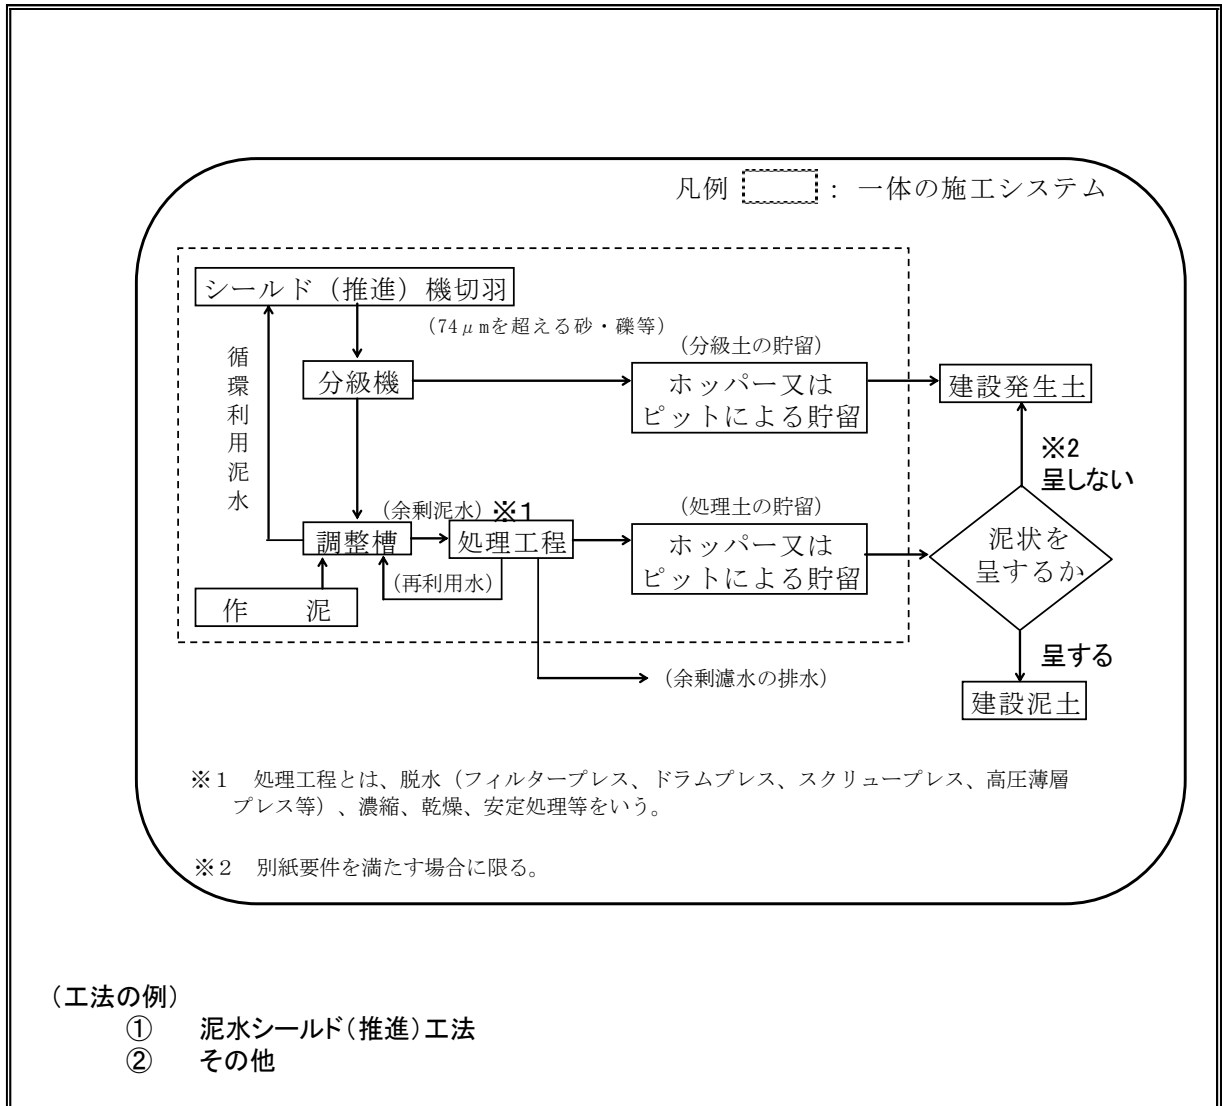 凡例 : 一体の施工システム
シールド（推進）機切羽
（74μmを超える砂・礫等）
（分級土の貯留）
循環利用泥水
分級機
ホッパー又は
ピットによる貯留
建設発生土
※2
呈しない
（余剰泥水）※１
（処理土の貯留）
調整槽
処理工程
ホッパー又は
ピットによる貯留
泥状を
呈するか
（再利用水）
作　　泥
呈する
（余剰濾水の排水）
建設泥土
※１　処理工程とは、脱水（フィルタープレス、ドラムプレス、スクリュープレス、高圧薄層
プレス等）、濃縮、乾燥、安定処理等をいう。
※２　別紙要件を満たす場合に限る。
（工法の例）
①　泥水シールド（推進）工法
②　その他